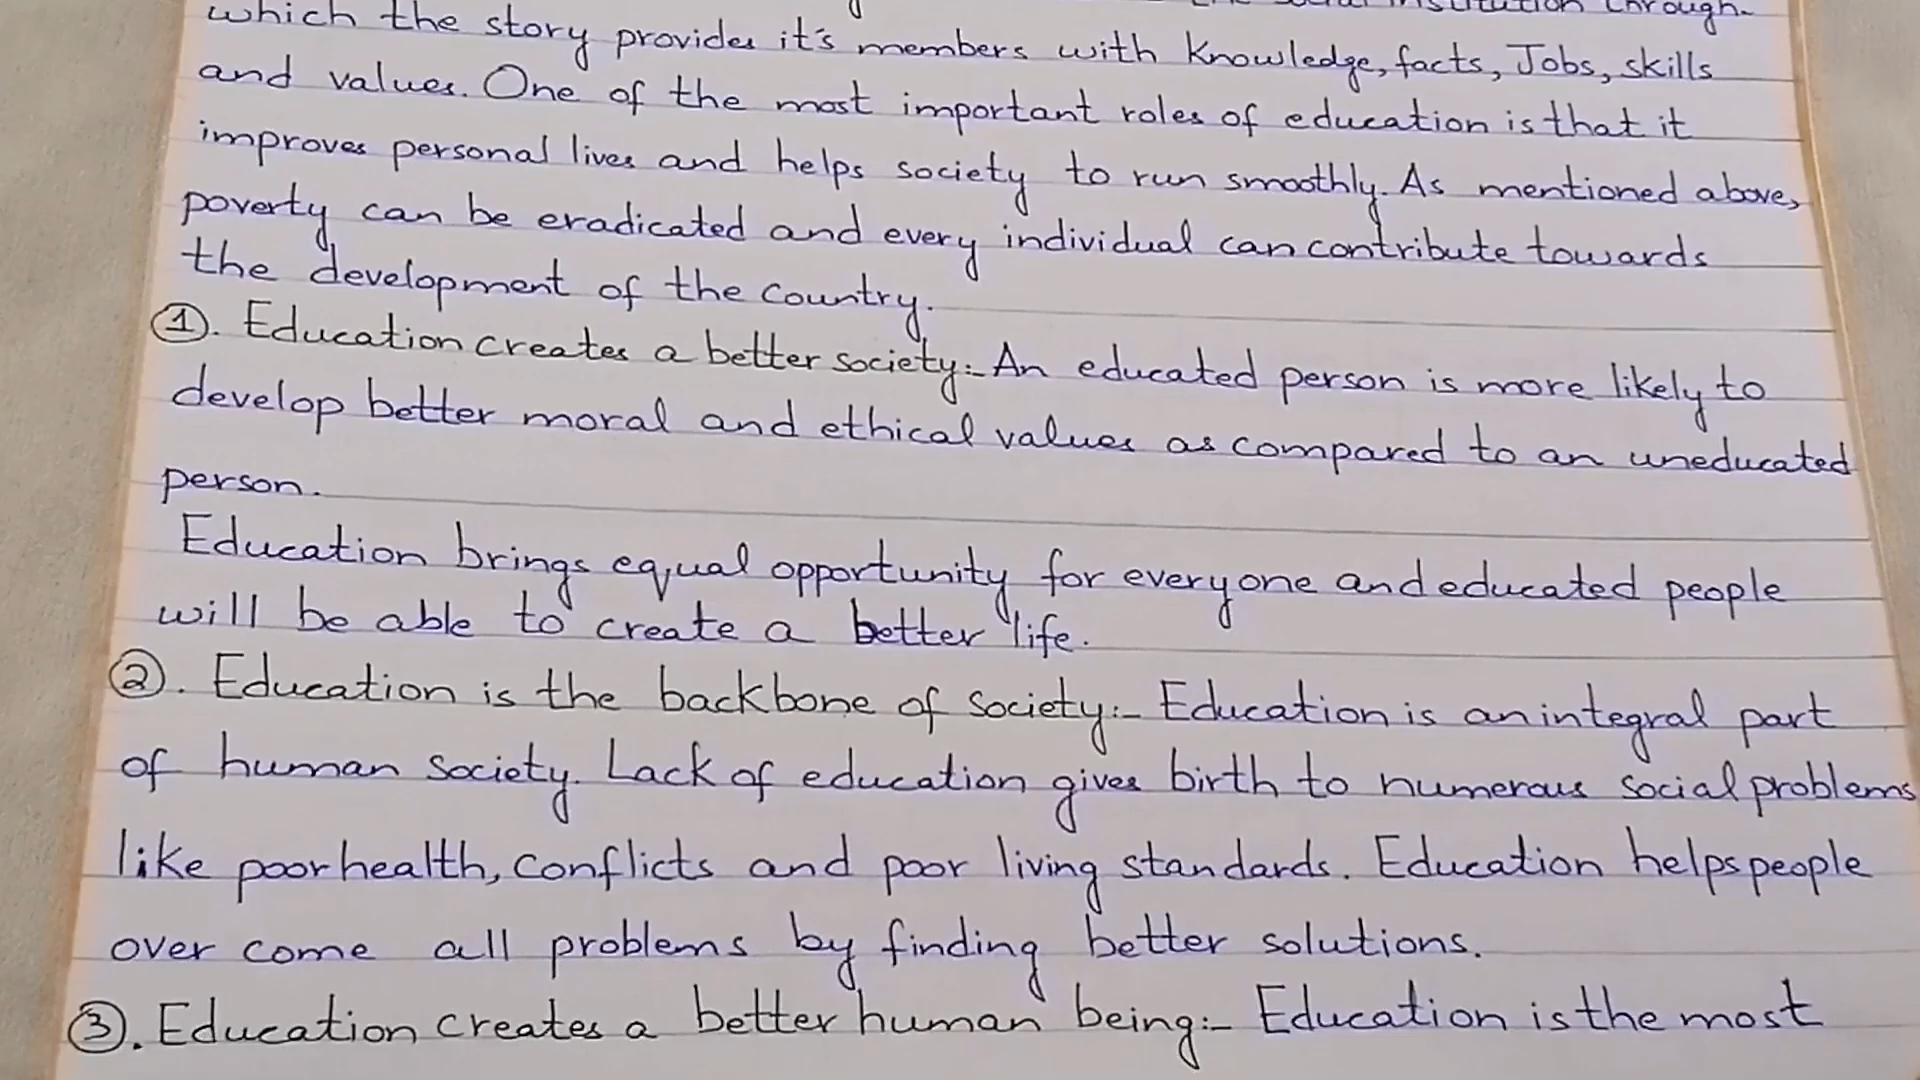 social institution through-
which the story provides it's members with knowledge, facts, Jobs, skills
and values. One of the most important roles of education is that it
improves personal lives and helps society to run smoothly. As mentioned above,
poverty can be eradicated and every individual can contribute towards
the development of the country.
①. Education creates a better society:- An educated person is more likely to
develop better moral and ethical values as compared to an uneducated
person.
Education brings equal opportunity for everyone and educated people
will be able to create a better life.
②. Education is the backbone of society:- Education is an integral part
of human society. Lack of education gives birth to numerous social problems
like poor health, conflicts and poor living standards. Education helps people
over come all problems by finding better solutions.
③. Education creates a better human being:- Education is the most